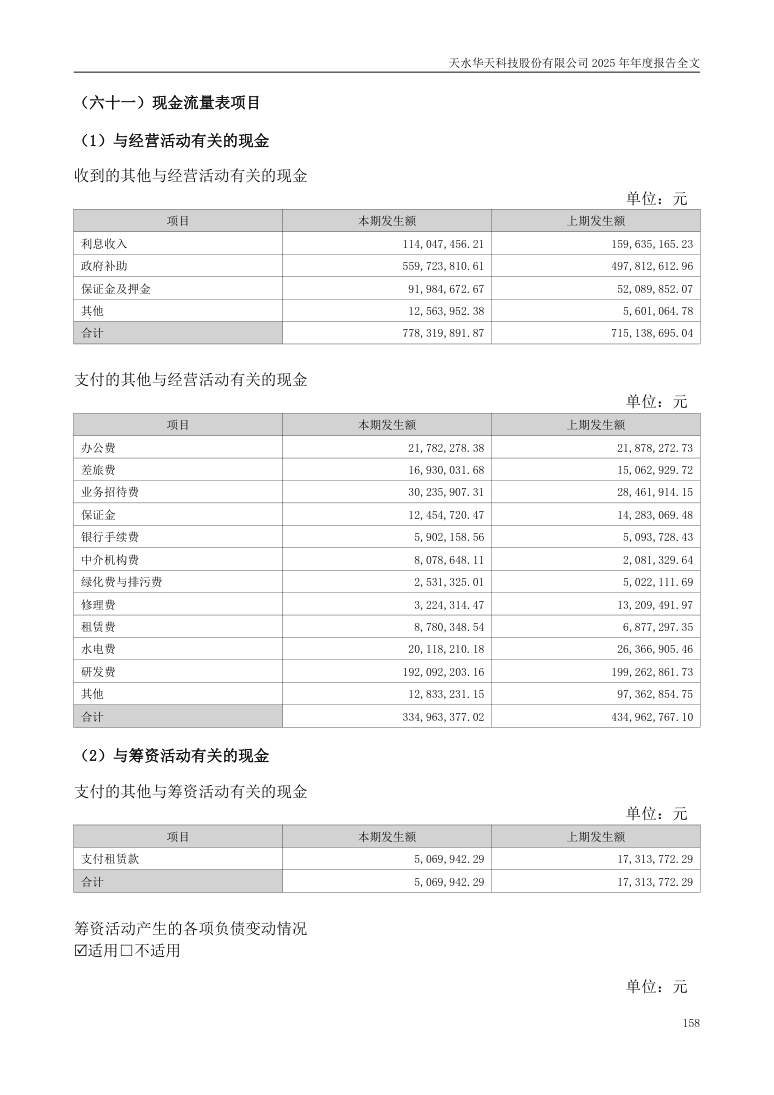 天水华天科技股份有限公司 2025 年年度报告全文
（六十一）现金流量表项目
（1）与经营活动有关的现金
收到的其他与经营活动有关的现金
单位：元
项目 本期发生额 上期发生额
利息收入 114,047,456.21 159,635,165.23
政府补助 559,723,810.61 497,812,612.96
保证金及押金 91,984,672.67 52,089,852.07
其他 12,563,952.38 5,601,064.78
合计 778,319,891.87 715,138,695.04
支付的其他与经营活动有关的现金
单位：元
项目 本期发生额 上期发生额
办公费 21,782,278.38 21,878,272.73
差旅费 16,930,031.68 15,062,929.72
业务招待费 30,235,907.31 28,461,914.15
保证金 12,454,720.47 14,283,069.48
银行手续费 5,902,158.56 5,093,728.43
中介机构费 8,078,648.11 2,081,329.64
绿化费与排污费 2,531,325.01 5,022,111.69
修理费 3,224,314.47 13,209,491.97
租赁费 8,780,348.54 6,877,297.35
水电费 20,118,210.18 26,366,905.46
研发费 192,092,203.16 199,262,861.73
其他 12,833,231.15 97,362,854.75
合计 334,963,377.02 434,962,767.10
（2）与筹资活动有关的现金
支付的其他与筹资活动有关的现金
单位：元
项目 本期发生额 上期发生额
支付租赁款 5,069,942.29 17,313,772.29
合计 5,069,942.29 17,313,772.29
筹资活动产生的各项负债变动情况
☑适用□不适用
单位：元
158